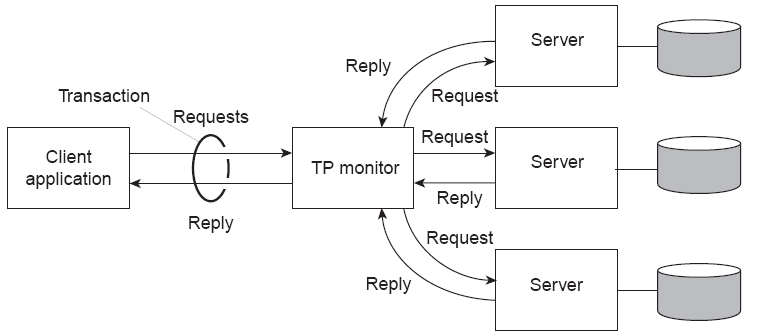 Server
Reply
Request
Transaction
Requests
Request
Client
application
TP monitor
Server
Reply
Reply
Request
Reply
Server